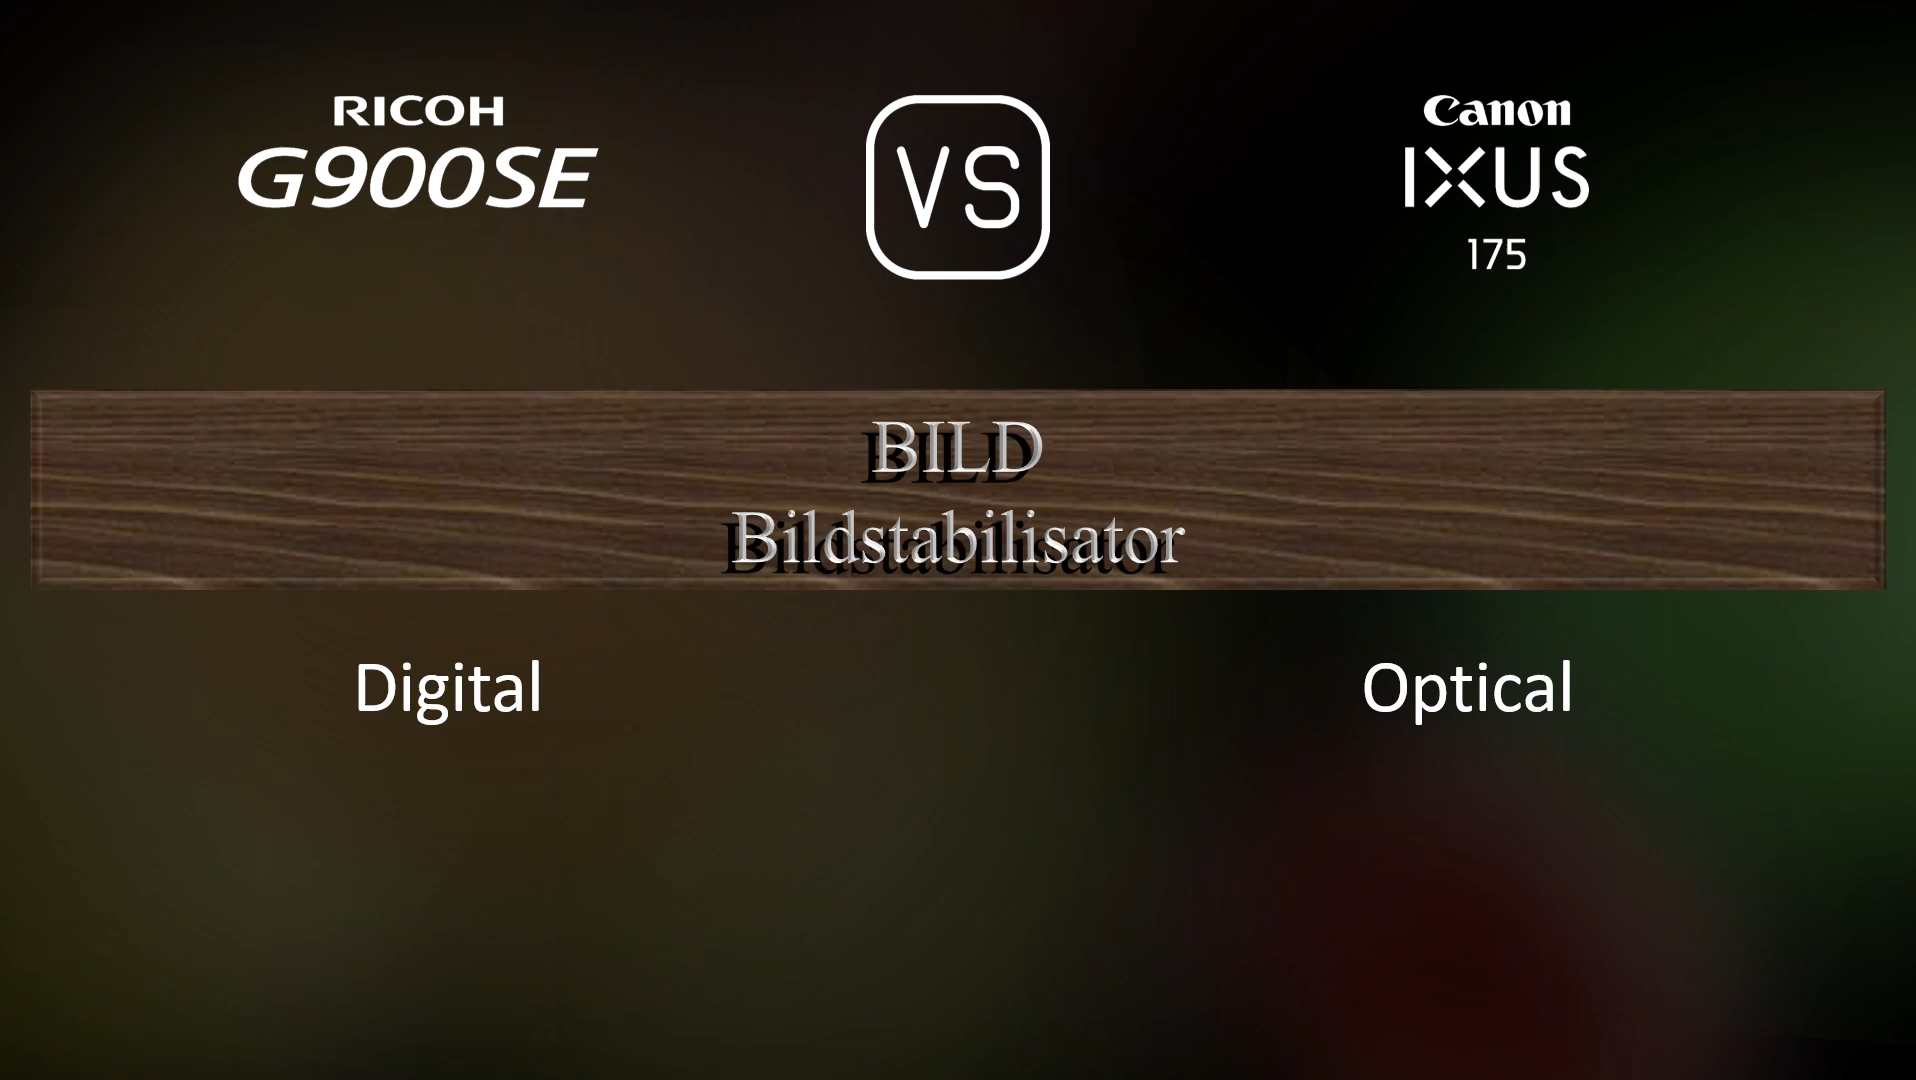 RICOH
G900SE
VS
Canon
IXUS
175
BILD
Bildstabilisator
Digital
Optical